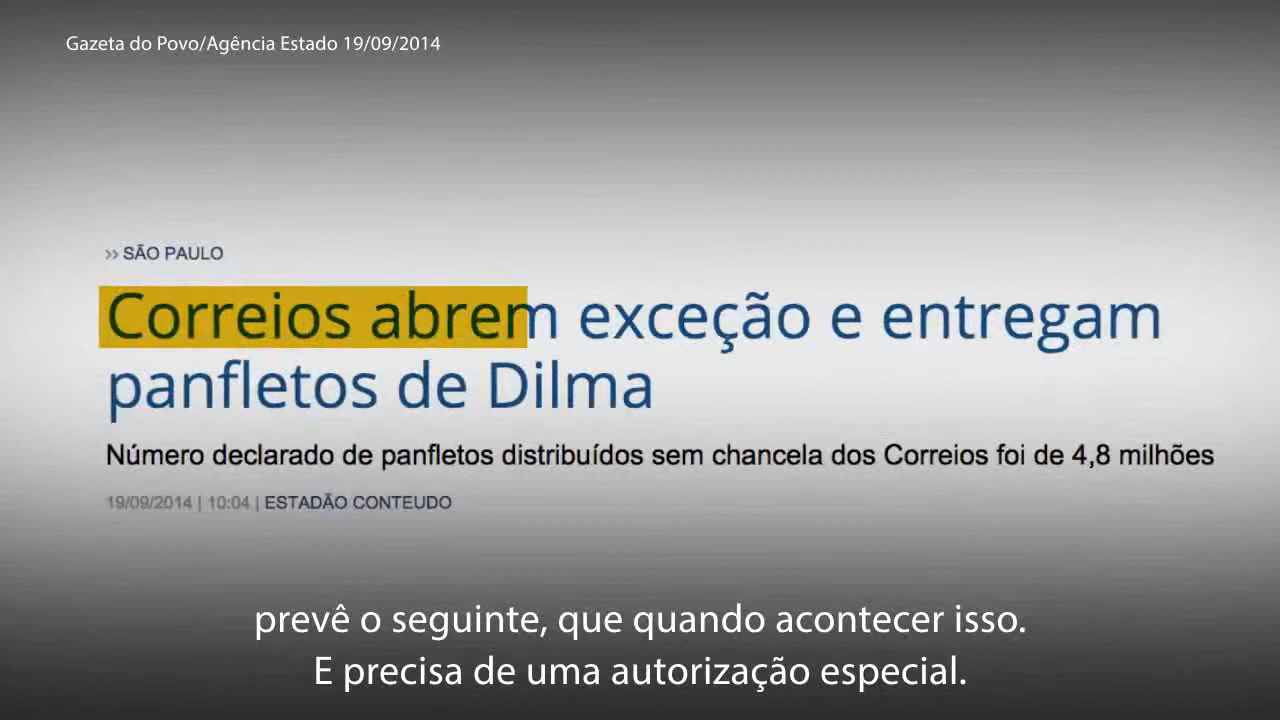 Gazeta do Povo/Agência Estado 19/09/2014
›› SÃO PAULO
Correios abrem exceção e entregam
panfletos de Dilma
Número declarado de panfletos distribuídos sem chancela dos Correios foi de 4,8 milhões
19/09/2014 | 10:04 | ESTADÃO CONTEUDO
prevê o seguinte, que quando acontecer isso.
E precisa de uma autorização especial.